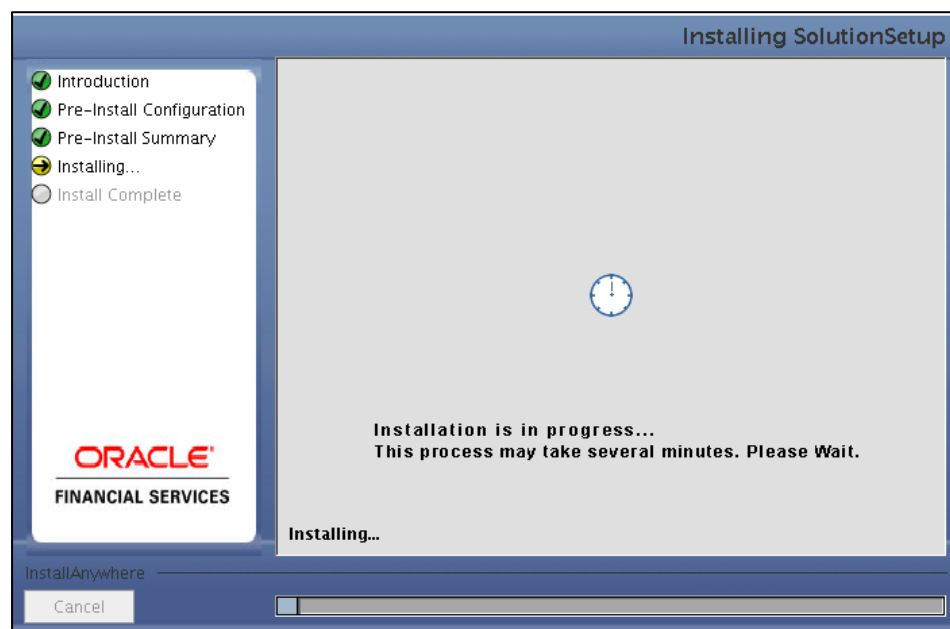 Installing SolutionSetup
Introduction
Pre-Install Configuration
Pre-Install Summary
Installing...
Install Complete
ORACLE
FINANCIAL SERVICES
Installation is in progress...
This process may take several minutes. Please Wait.
Installing...
InstallAnywhere
Cancel